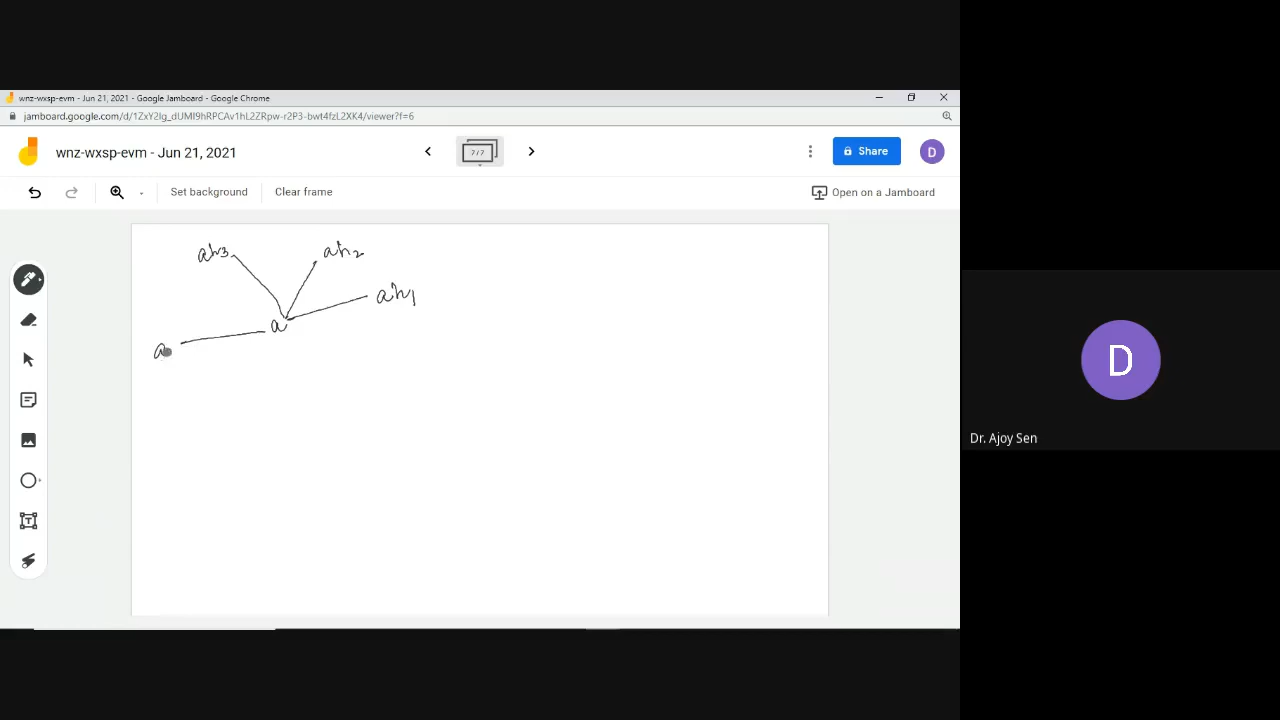 wnz-wxsp-evm - Jun 21, 2021 - Google Jamboard - Google Chrome
jamboard.google.com/d/1ZxY2Ig_dUMI9hRPCAv1hL2ZRpw-r2P3-bwt4fzL2XK4/viewer?f=6
wnz-wxsp-evm - Jun 21, 2021
7/7
Share
D
Set background
Clear frame
Open on a Jamboard
ah3
ah2
ah1
a
a
D
Dr. Ajoy Sen